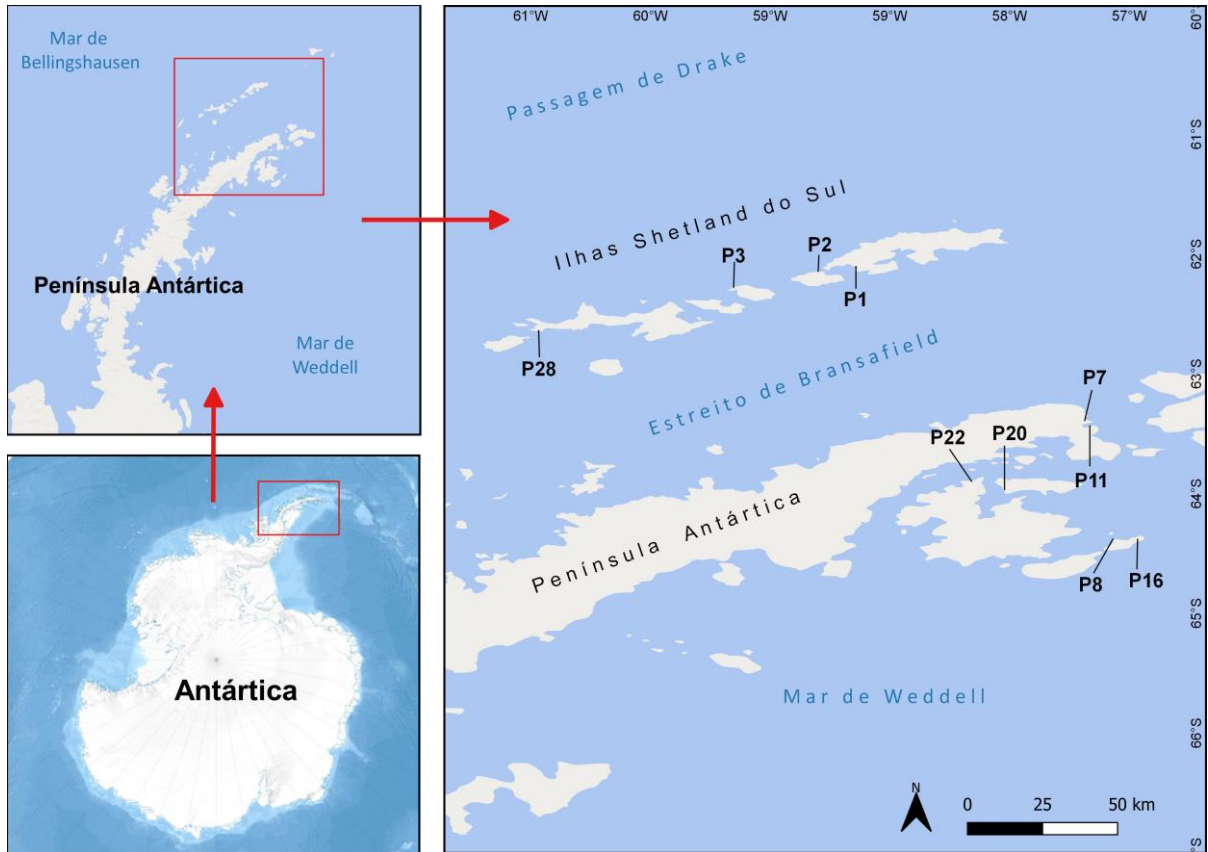 Mar de
Bellingshausen
Península Antártica
Mar de
Weddell
Antártica
61°W 60°W 59°W 59°W 58°W 57°W 60°
Passagem de Drake
61°S
Ilhas Shetland do Sul
62°S
P3
P2
P1
P28
Estreito de Bransafield
63°S
P7
P22
P20
P11
64°S
Península Antártica
P8
P16
65°S
Mar de Weddell
66°S
N
0 25 50 km